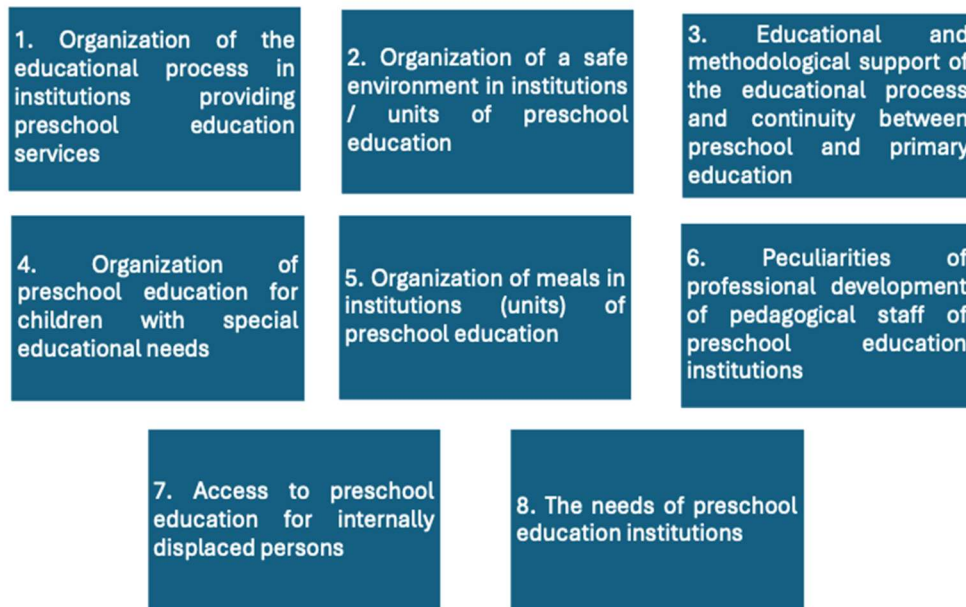 1. Organization of the
educational process in
institutions providing
preschool education
services
2. Organization of a safe
environment in institutions
/ units of preschool
education
3. Educational and
methodological support of
the educational process
and continuity between
preschool and primary
education
4. Organization of
preschool education for
children with special
educational needs
5. Organization of meals in
institutions (units) of
preschool education
6. Peculiarities of
professional development
of pedagogical staff of
preschool education
institutions
7. Access to preschool
education for internally
displaced persons
8. The needs of preschool
education institutions